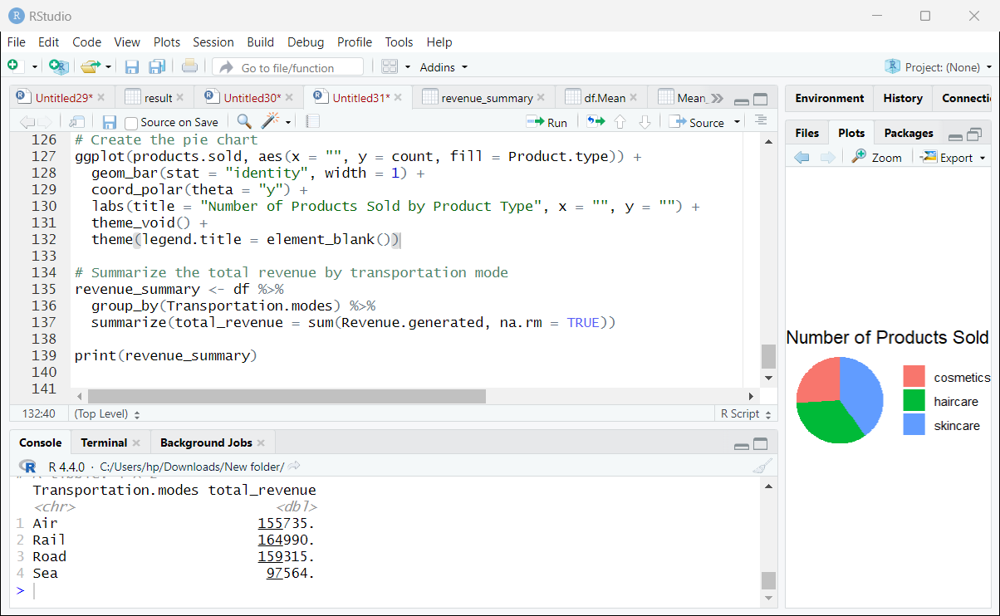 RStudio
File Edit Code View Plots Session Build Debug Profile Tools Help
Go to file/function Addins Project: (None)
Untitled29* result Untitled30* Untitled31* revenue_summary df.Mean Mean_
Source on Save Run Source
126 # Create the pie chart
127 ggplot(products.sold, aes(x = "", y = count, fill = Product.type)) +
128   geom_bar(stat = "identity", width = 1) +
129   coord_polar(theta = "y") +
130   labs(title = "Number of Products Sold by Product Type", x = "", y = "") +
131   theme_void() +
132   theme(legend.title = element_blank())
133
134 # Summarize the total revenue by transportation mode
135 revenue_summary <- df %>%
136   group_by(Transportation.modes) %>%
137   summarize(total_revenue = sum(Revenue.generated, na.rm = TRUE))
138
139 print(revenue_summary)
140
141
132:40 (Top Level) R Script
Console Terminal Background Jobs
R 4.4.0 · C:/Users/hp/Downloads/New folder/
Transportation.modes total_revenue
<chr> <dbl>
1 Air 155735.
2 Rail 164990.
3 Road 159315.
4 Sea 97564.
>
Environment History Connecti
Files Plots Packages
Zoom Export
Number of Products Sold
cosmetics
haircare
skincare